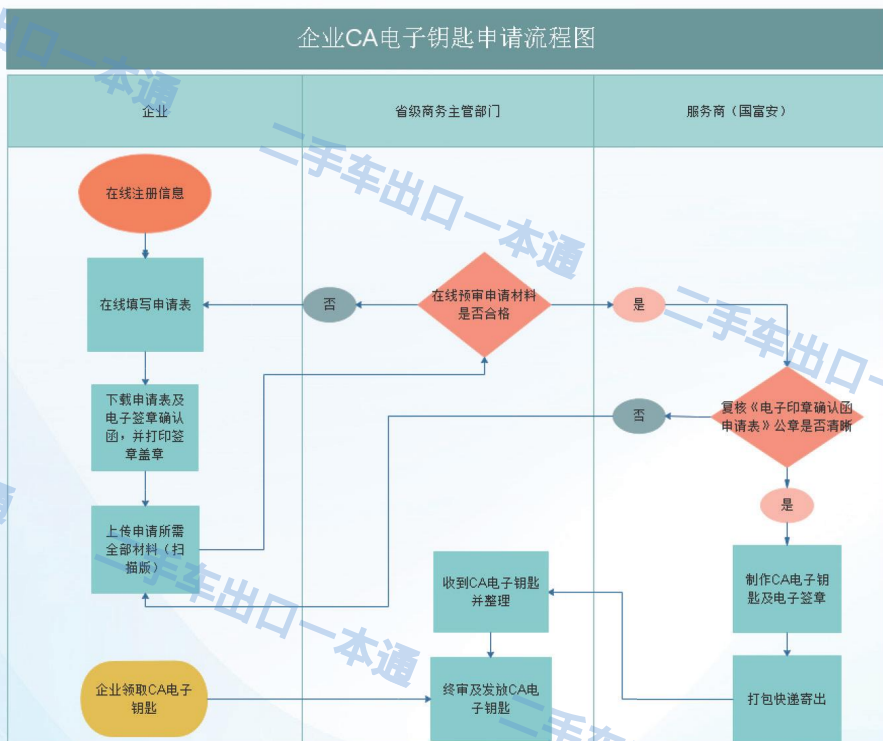 企业CA电子钥匙申请流程图
企业
省级商务主管部门
服务商（国富安）
在线注册信息
在线填写申请表
否
在线预审申请材料
是否合格
是
下载申请表及
电子签章确认
函，并打印签
章盖章
否
复核《电子印章确认函
申请表》公章是否清晰
是
上传申请所需
全部材料（扫
描版）
收到CA电子钥匙
并整理
制作CA电子钥
匙及电子签章
企业领取CA电子
钥匙
终审及发放CA电
子钥匙
打包快递寄出
出口一本通
二手车出口一本通
二手车出口一
通
二手车出口一本通
二手车